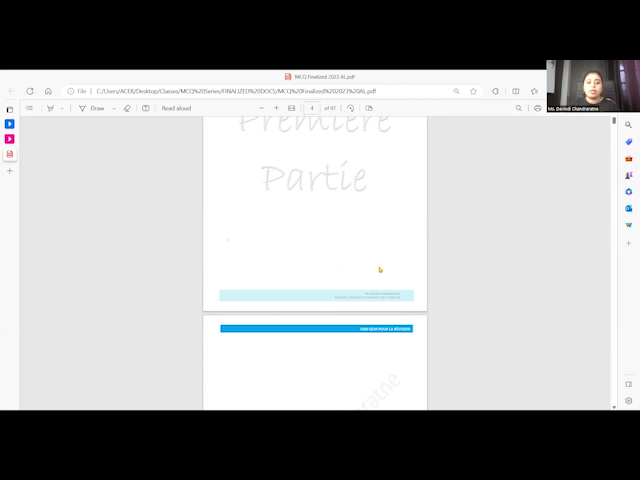 MCQ Finalized 2023 AL.pdf
File
C:/Users/ACER/Desktop/Classes/MCQ%20Series/FINALIZED%20DOCS/MCQ%20Finalized%202023%20AL.pdf
Draw
Read aloud
4
of 97
Ms. Devindi Chandraratne
Première
Partie